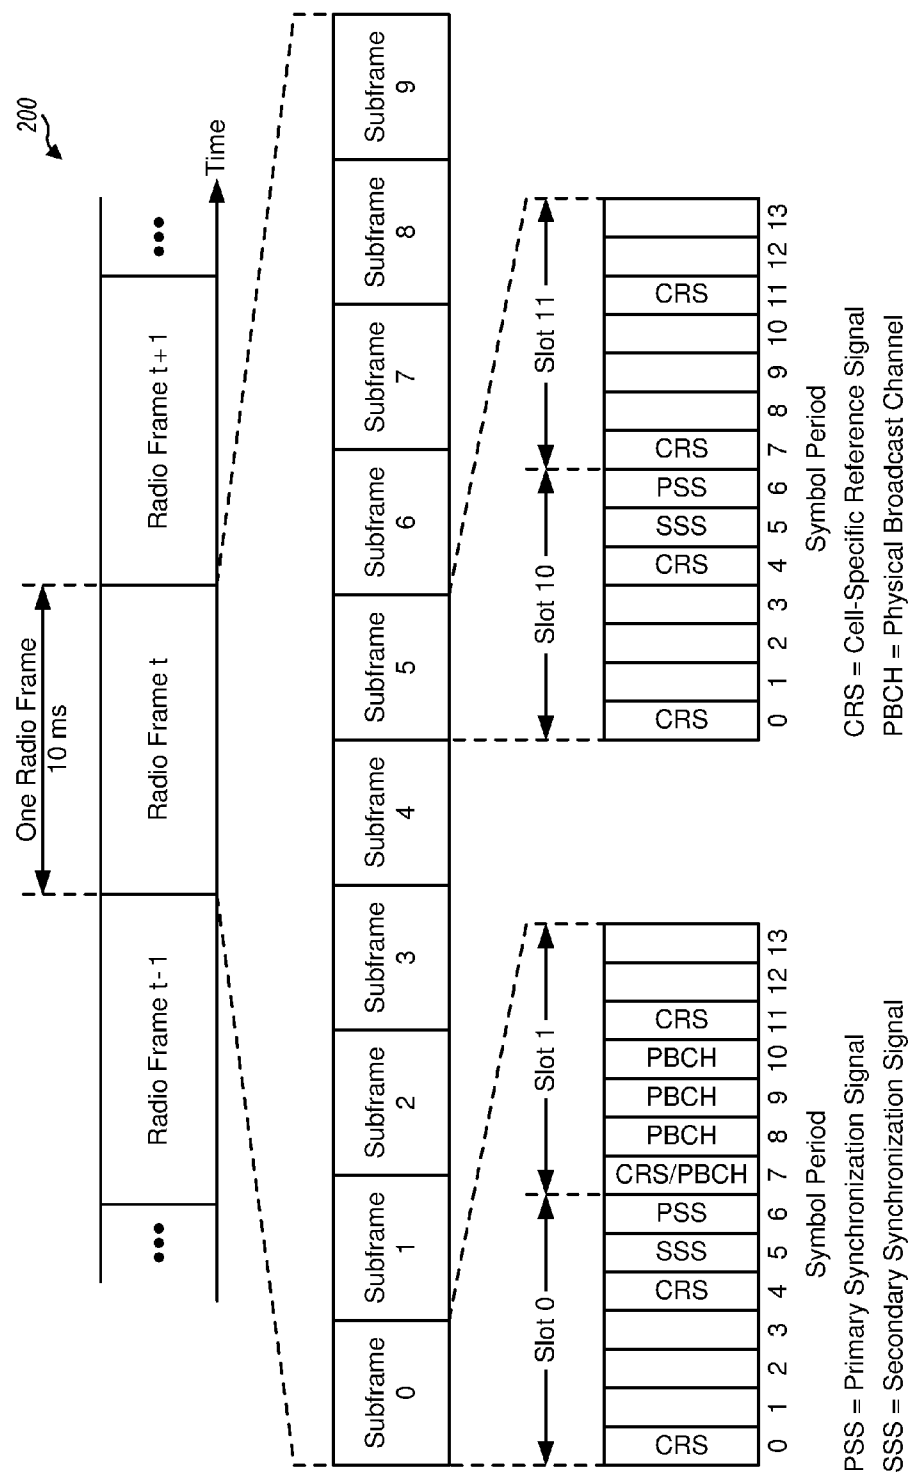 200
One Radio Frame
10 ms
Radio Frame t-1
Radio Frame t
Radio Frame t+1
Time
Subframe
0
Subframe
1
Subframe
2
Subframe
3
Subframe
4
Subframe
5
Subframe
6
Subframe
7
Subframe
8
Subframe
9
Slot 0
Slot 1
CRS
CRS
SSS
PSS
CRS/PBCH
PBCH
PBCH
PBCH
CRS
0 1 2 3 4 5 6 7 8 9 10 11 12 13
Symbol Period
Slot 10
Slot 11
CRS
CRS
SSS
PSS
CRS
CRS
0 1 2 3 4 5 6 7 8 9 10 11 12 13
Symbol Period
PSS = Primary Synchronization Signal
SSS = Secondary Synchronization Signal
CRS = Cell-Specific Reference Signal
PBCH = Physical Broadcast Channel